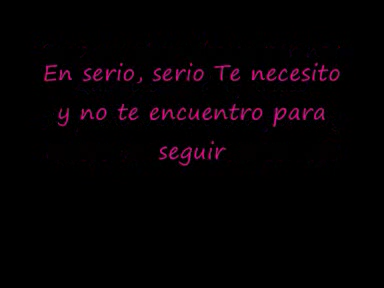 En serio, serio Te necesito
y no te encuentro para
seguir